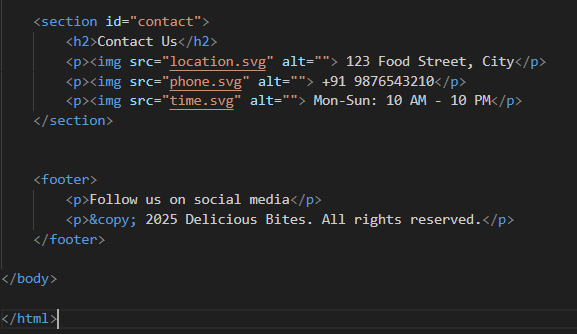 <section id="contact">
<h2>Contact Us</h2>
<p><img src="location.svg" alt=""> 123 Food Street, City</p>
<p><img src="phone.svg" alt=""> +91 9876543210</p>
<p><img src="time.svg" alt=""> Mon-Sun: 10 AM - 10 PM</p>
</section>
<footer>
<p>Follow us on social media</p>
<p>&copy; 2025 Delicious Bites. All rights reserved.</p>
</footer>
</body>
</html>